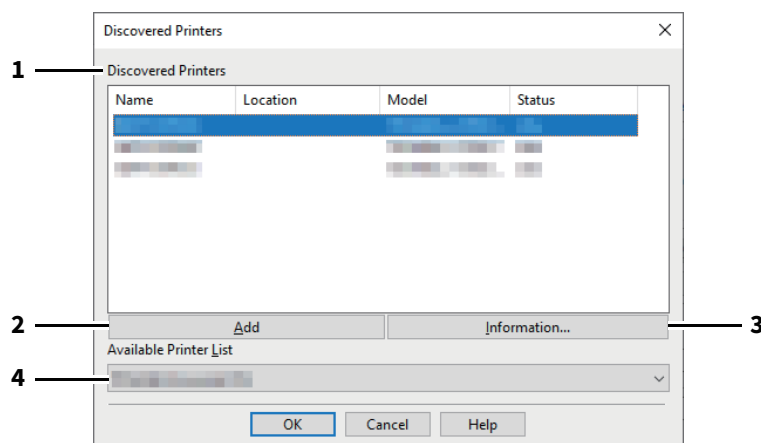 Discovered Printers
1 Discovered Printers
Name Location Model Status
2 Add Information... 3
Available Printer List
4
OK Cancel Help